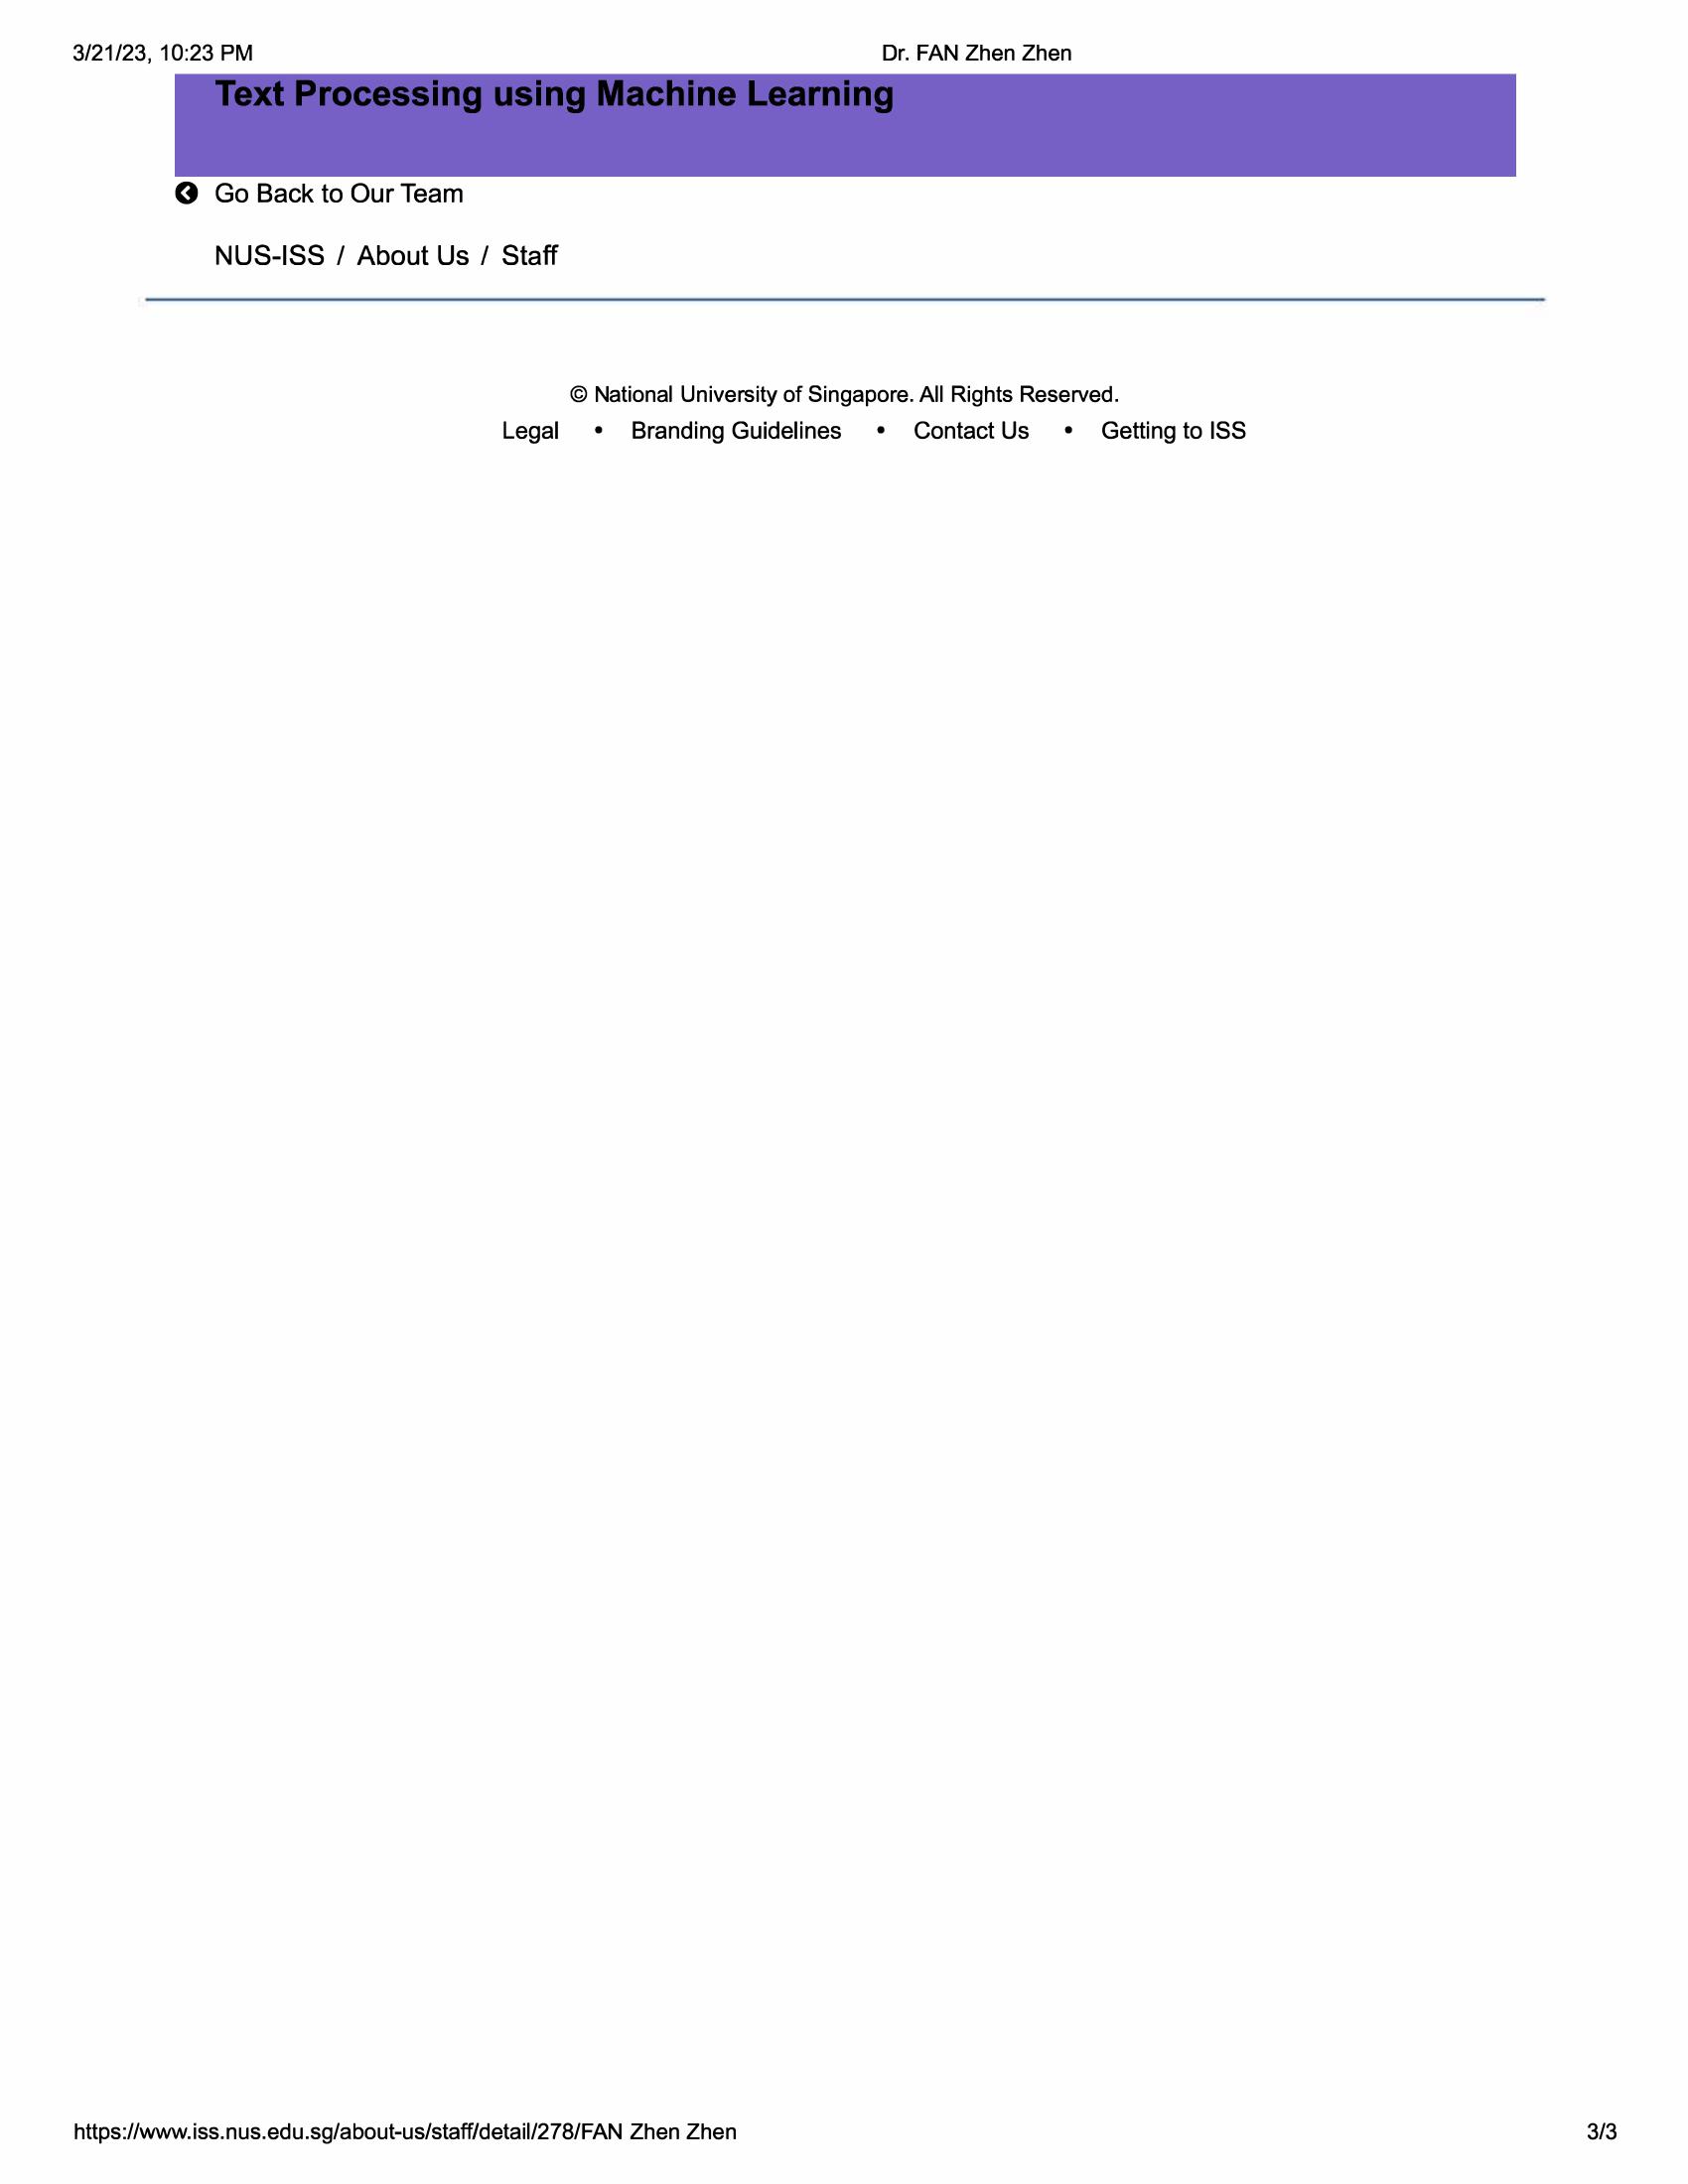 3/21/23, 10:23 PM Dr. FAN Zhen Zhen
Text Processing using Machine Learning
Go Back to Our Team
NUS-ISS / About Us / Staff
© National University of Singapore. All Rights Reserved.
Legal • Branding Guidelines • Contact Us • Getting to ISS
https://www.iss.nus.edu.sg/about-us/staff/detail/278/FAN Zhen Zhen 3/3